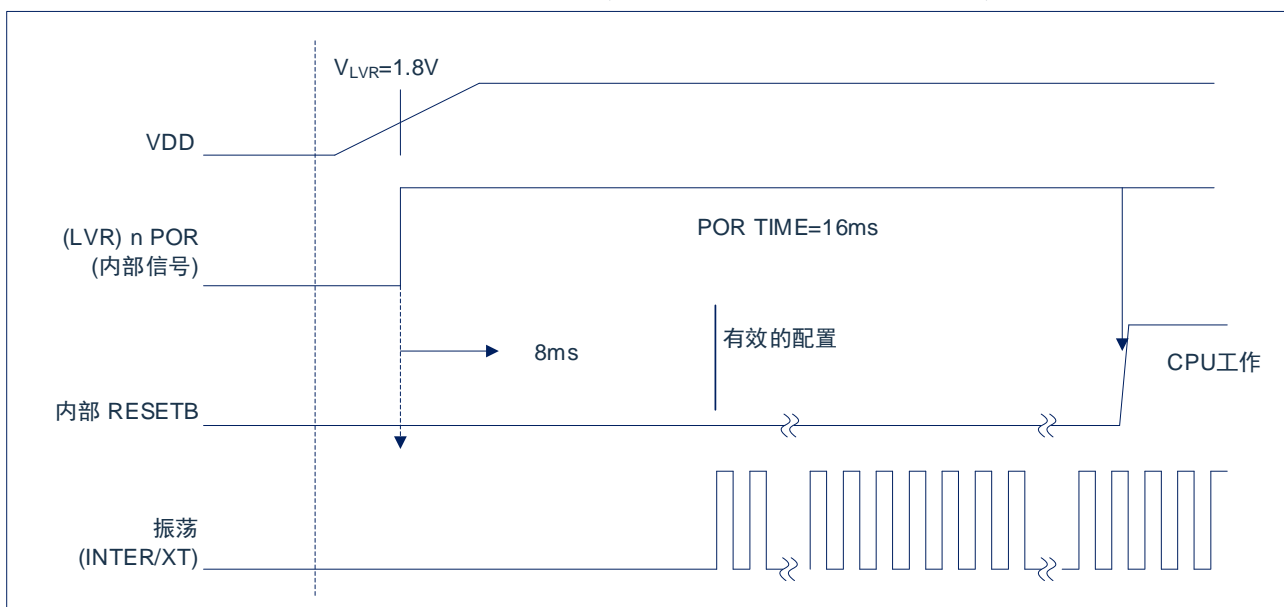 V_LVR=1.8V
VDD
(LVR) n POR
(内部信号)
POR TIME=16ms
有效的配置
8ms
CPU工作
内部 RESETB
振荡
(INTER/XT)